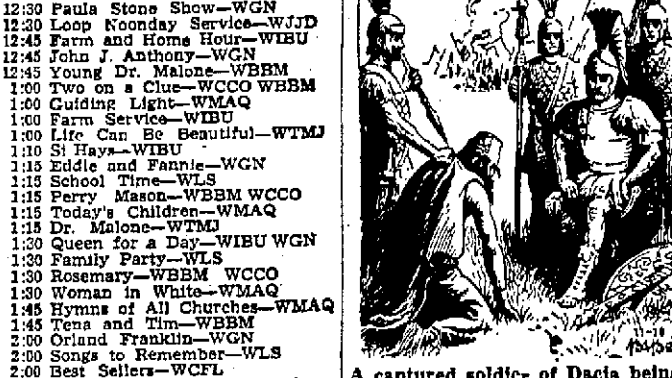 12:30 Paula Stone Show—WGN
12:30 Loop Noonday Service—WJJD
12:45 Farm and Home Hour—WIBU
12:45 John J. Anthony—WGN
12:45 Young Dr. Malone—WBBM
1:00 Two on a Clue—WCCO WBBM
1:00 Guiding Light—WMAQ
1:00 Farm Service—WIBU
1:00 Life Can Be Beautiful—WTMJ
1:10 Si Hays—WIBU
1:15 Eddie and Fannie—WGN
1:15 School Time—WLS
1:15 Perry Mason—WBBM WCCO
1:15 Today's Children—WMAQ
1:15 Dr. Malone—WTMJ
1:30 Queen for a Day—WIBU WGN
1:30 Family Party—WLS
1:30 Rosemary—WBBM WCCO
1:30 Woman in White—WMAQ
1:45 Hymns of All Churches—WMAQ
1:45 Tena and Tim—WBBM
2:00 Orland Franklin—WGN
2:00 Songs to Remember—WLS
2:00 Best Sellers—WCFL
A captured soldier of Dacia bein